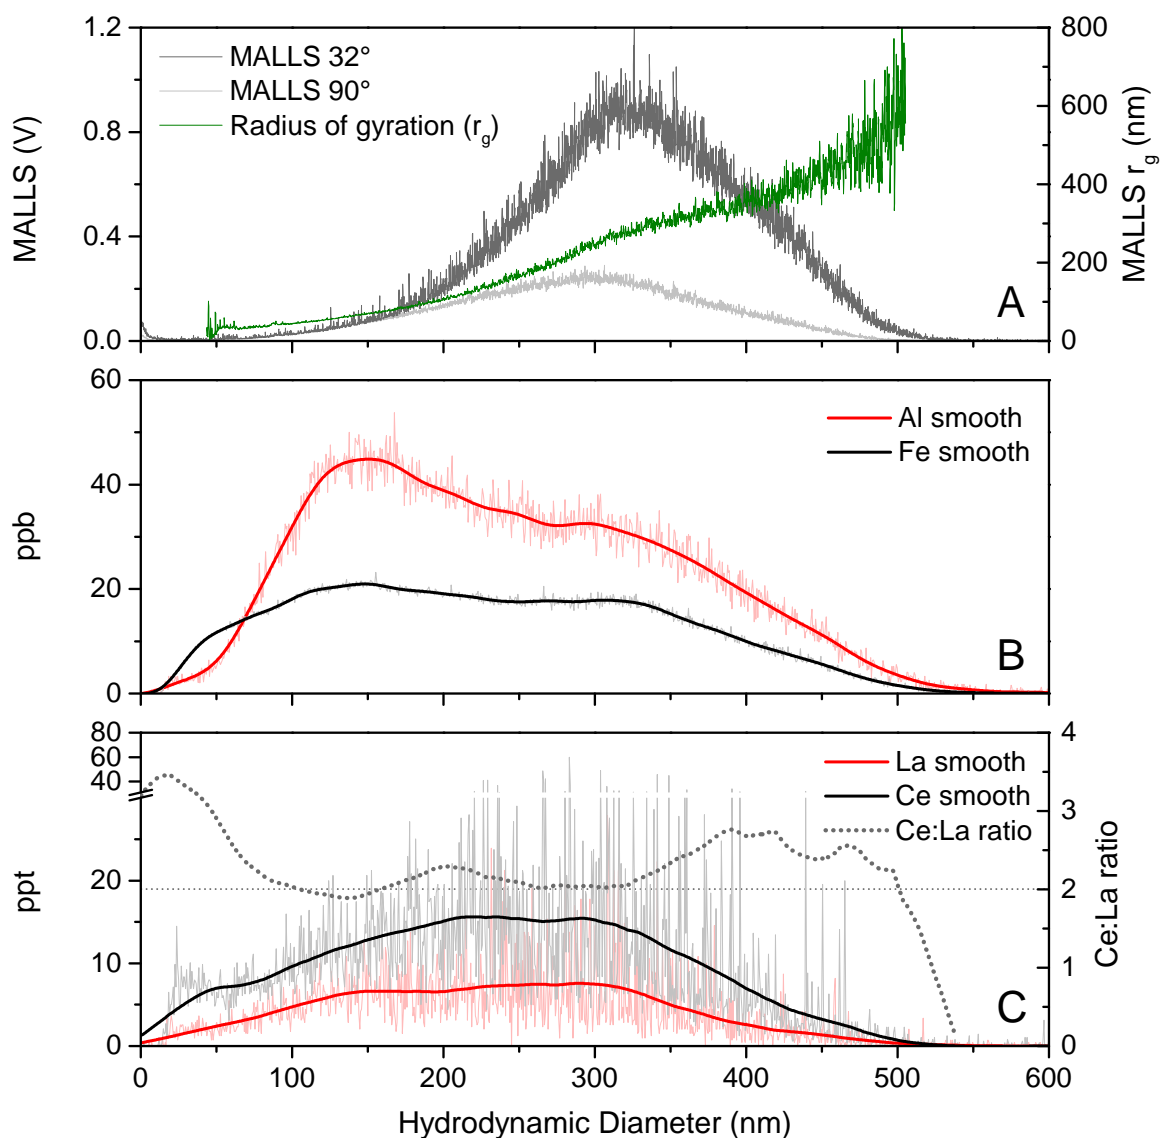 1.2
0.8
0.4
0.0
MALLS (V)
MALLS 32°
MALLS 90°
Radius of gyration (rg)
800
600
400
200
0
MALLS rg (nm)
A
60
40
20
0
ppb
Al smooth
Fe smooth
B
80
60
40
20
10
0
ppt
La smooth
Ce smooth
Ce:La ratio
4
3
2
1
0
Ce:La ratio
C
0 100 200 300 400 500 600
Hydrodynamic Diameter (nm)